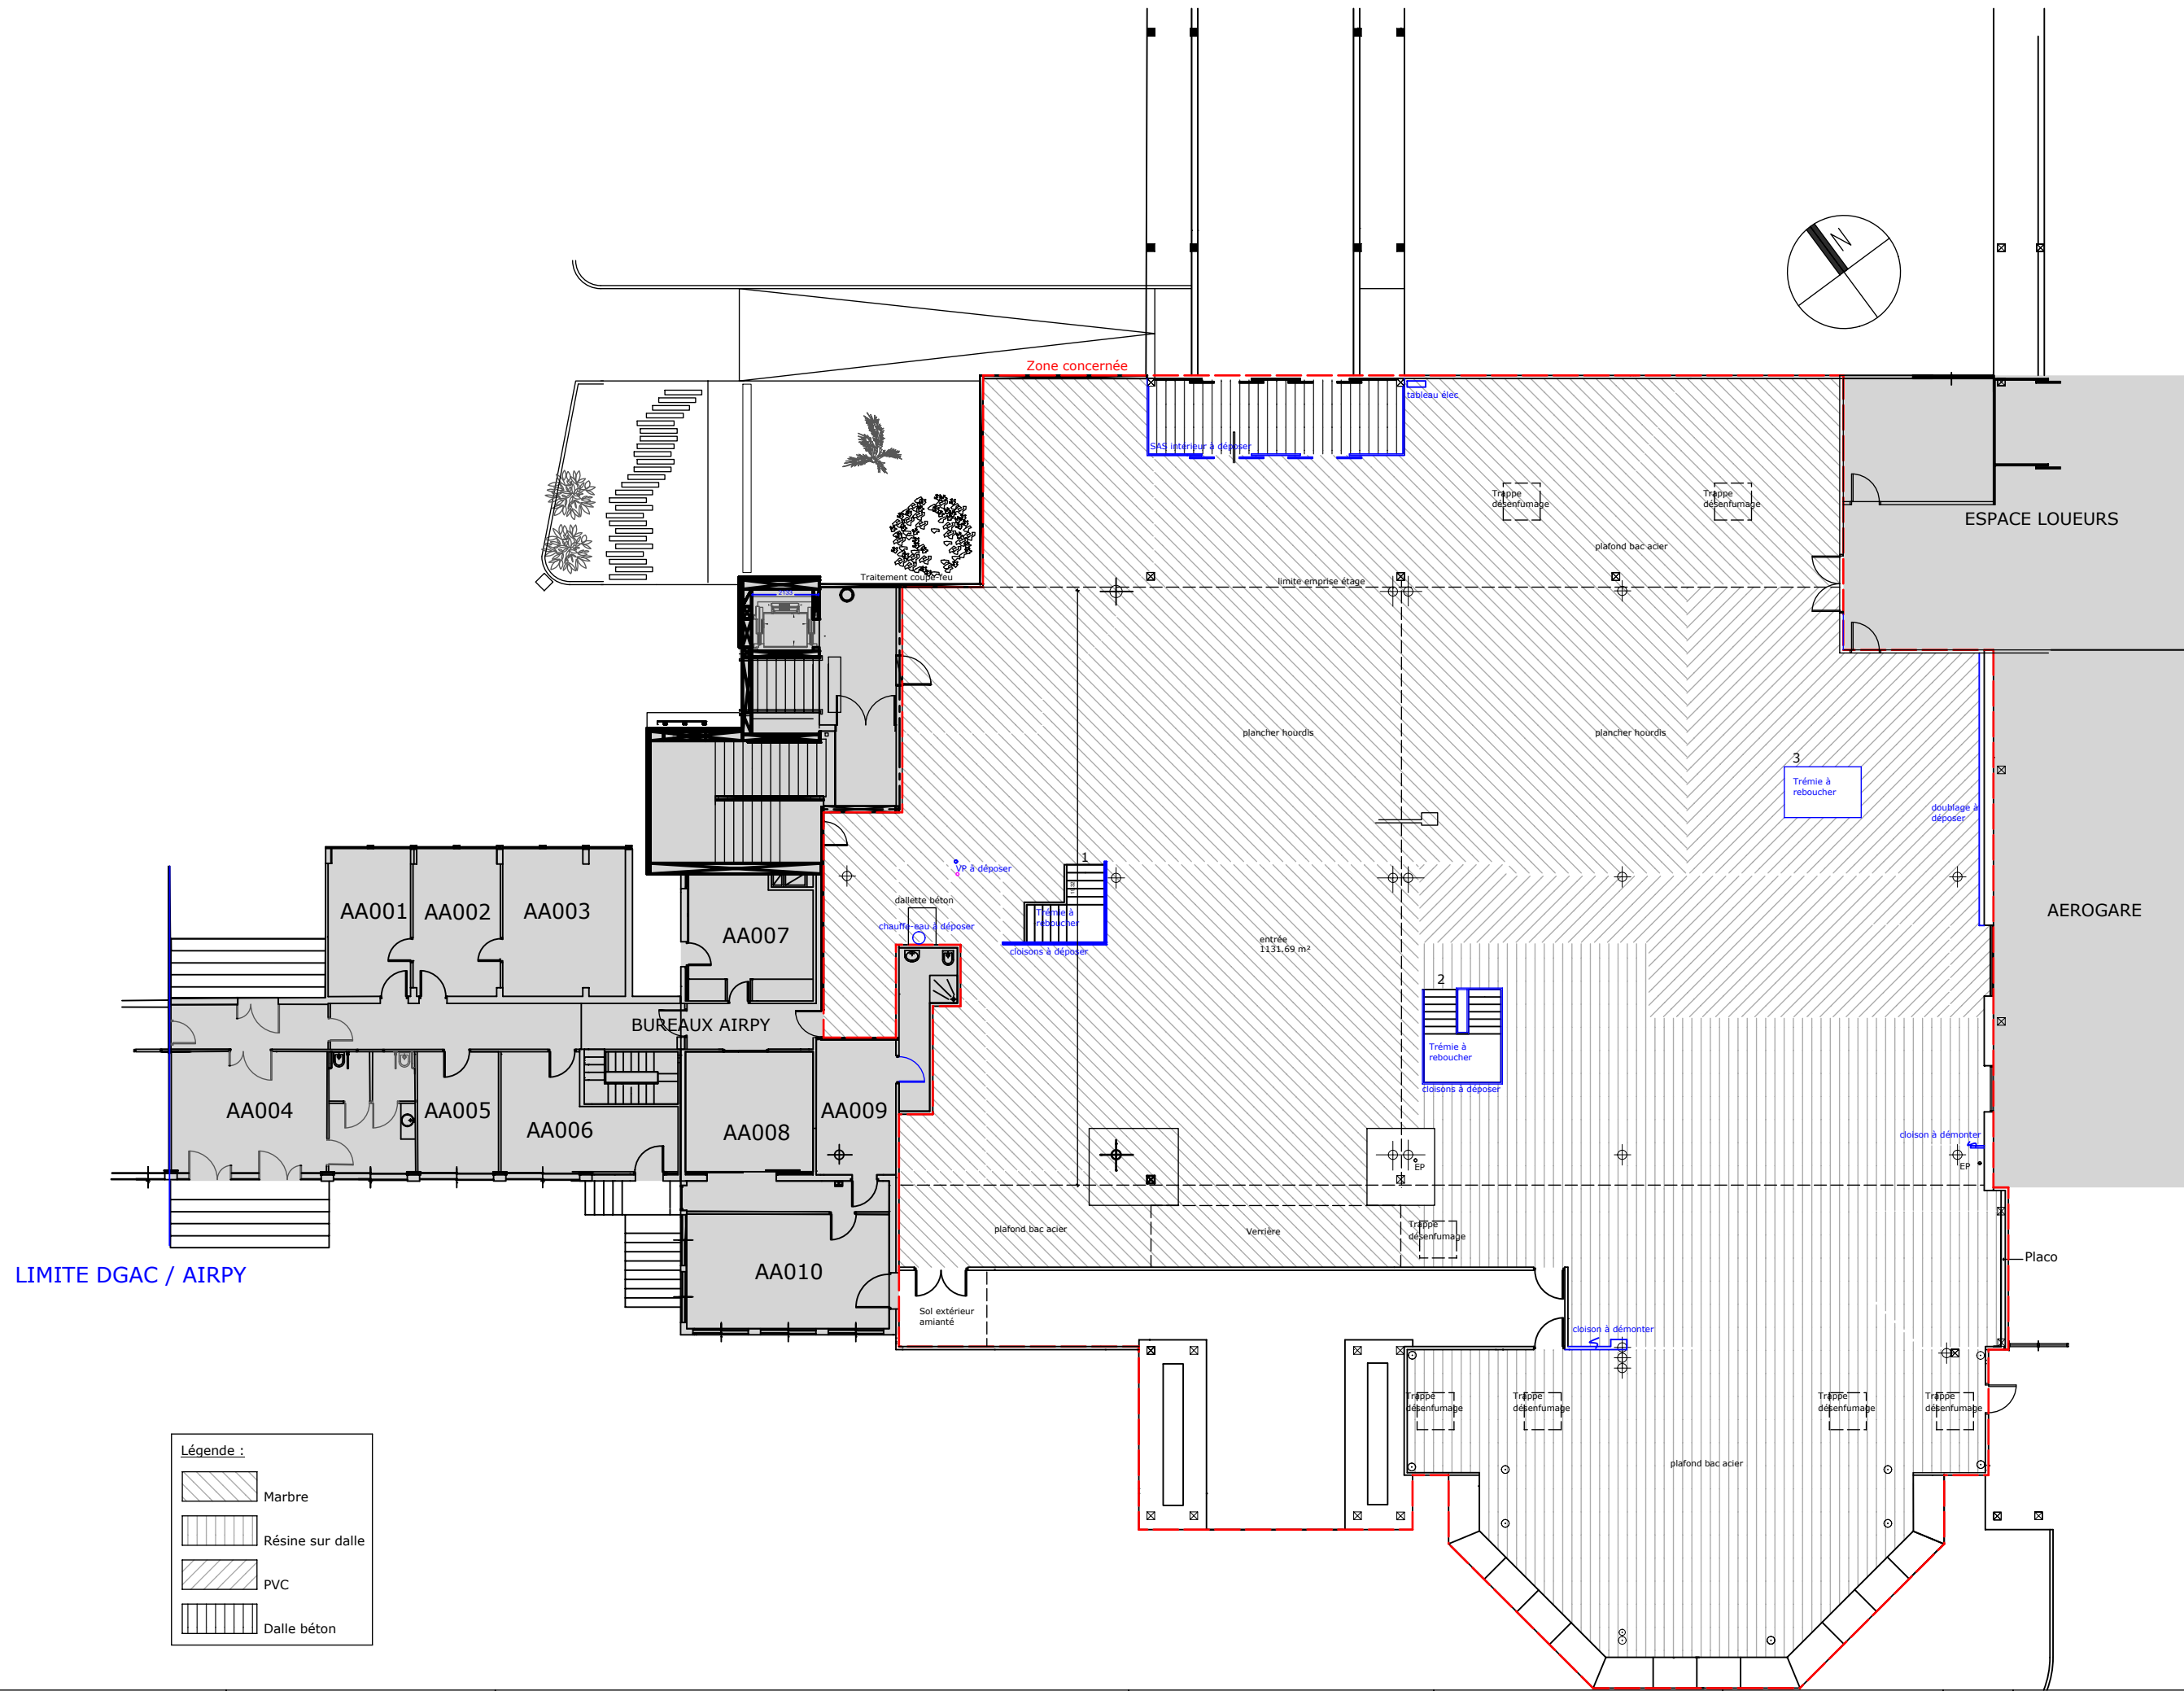 N
Zone concernée
tableau élec
SAS intérieur à déposer
Trappe
désenfumage
Trappe
désenfumage
ESPACE LOUEURS
plafond bac acier
Traitement coupe-feu
limite emprise étage
2133
plancher hourdis
plancher hourdis
3
Trémie à
reboucher
doublage à
déposer
1
VP à déposer
dallette béton
AA001
AA002
AA003
AEROGARE
Trémie à
reboucher
chauffe-eau à déposer
AA007
entrée
1131.69 m²
cloisons à déposer
2
BUREAUX AIRPY
Trémie à
reboucher
cloisons à déposer
AA004
AA005
AA006
AA008
AA009
cloison à démonter
EP
EP
plafond bac acier
Verrière
Trappe
désenfumage
Placo
LIMITE DGAC / AIRPY
AA010
Sol extérieur
amianté
cloison à démonter
Trappe
désenfumage
Trappe
désenfumage
Trappe
désenfumage
Trappe
désenfumage
plafond bac acier
Légende :
Marbre
Résine sur dalle
PVC
Dalle béton